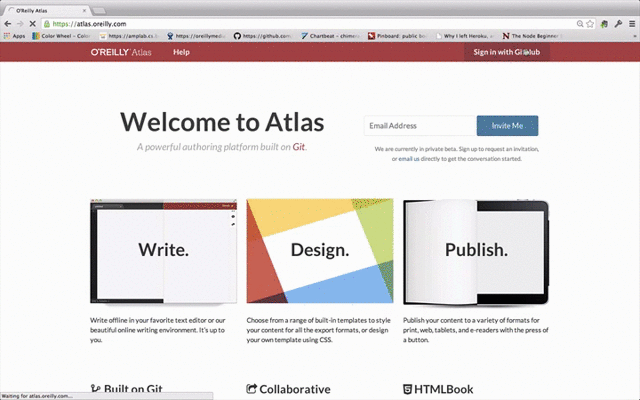 O'Reilly Atlas
https://atlas.oreilly.com
Apps
Color Wheel - Color
https://amplab.cs
https://oreillymedia
https://github.com
Chartbeat - chime
Pinboard: public bo
Why I left Heroku,
The Node Beginner
O'REILLY Atlas
Help
Sign in with GitHub
Welcome to Atlas
A powerful authoring platform built on Git.
Email Address
Invite Me
We are currently in private beta. Sign up to request an invitation,
or email us directly to get the conversation started.
Write.
Design.
Publish.
Write offline in your favorite text editor or our
beautiful online writing environment. It's up to
you.
Choose from a range of built-in templates to style
your content for all the export formats, or design
your own template using CSS.
Publish your content to a variety of formats for
print, web, tablets, and e-readers with the press of
a button.
Built on Git
Collaborative
HTMLBook
Waiting for atlas.oreilly.com...